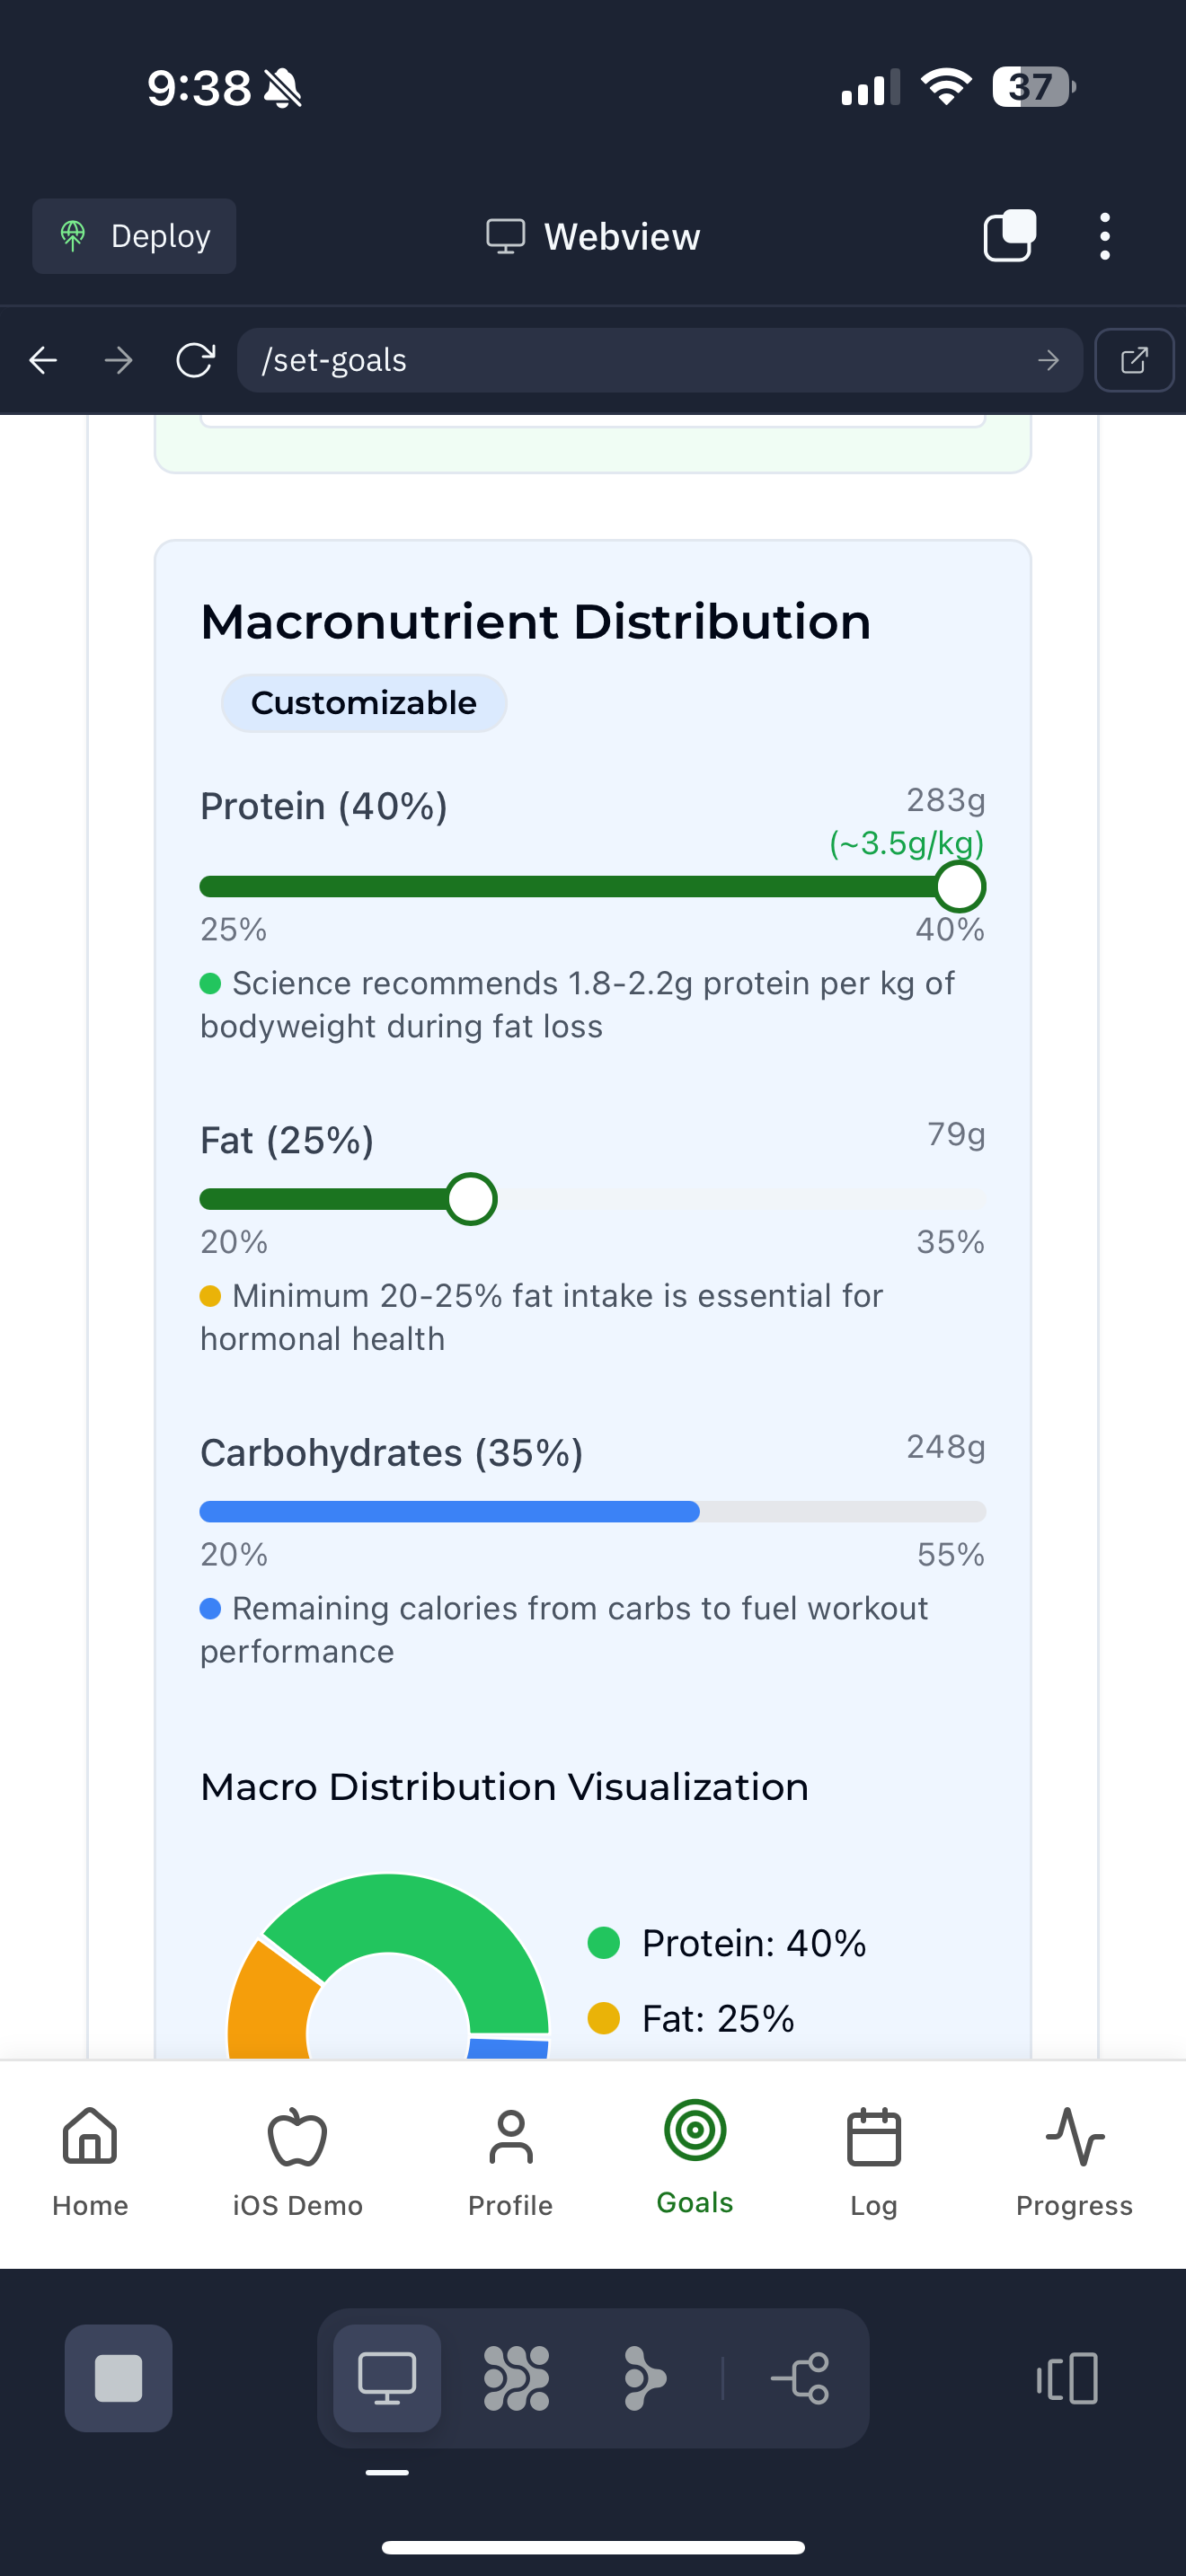 9:38
37
Deploy
Webview
/set-goals
Macronutrient Distribution
Customizable
Protein (40%)
283g
(~3.5g/kg)
25%
40%
Science recommends 1.8-2.2g protein per kg of
bodyweight during fat loss
Fat (25%)
79g
20%
35%
Minimum 20-25% fat intake is essential for
hormonal health
Carbohydrates (35%)
248g
20%
55%
Remaining calories from carbs to fuel workout
performance
Macro Distribution Visualization
Protein: 40%
Fat: 25%
Home
iOS Demo
Profile
Goals
Log
Progress